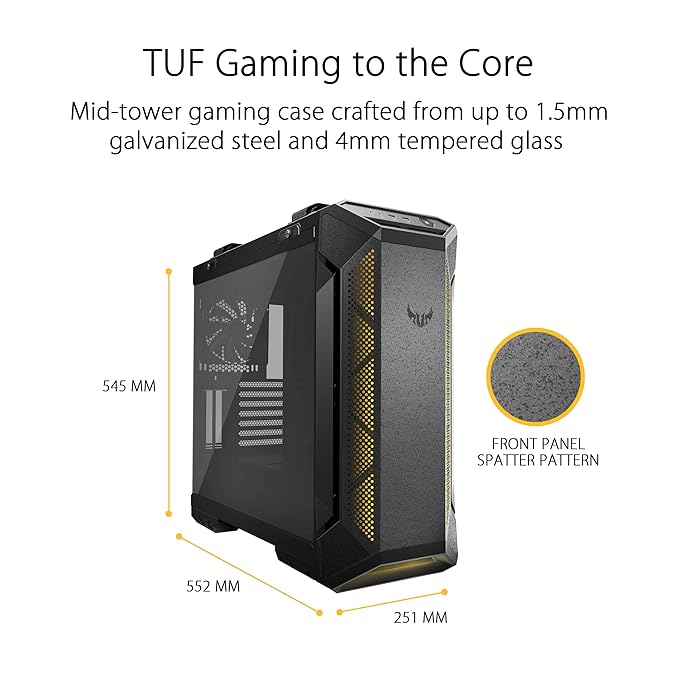 TUF Gaming to the Core
Mid-tower gaming case crafted from up to 1.5mm
galvanized steel and 4mm tempered glass
545 MM
FRONT PANEL
SPATTER PATTERN
552 MM
251 MM